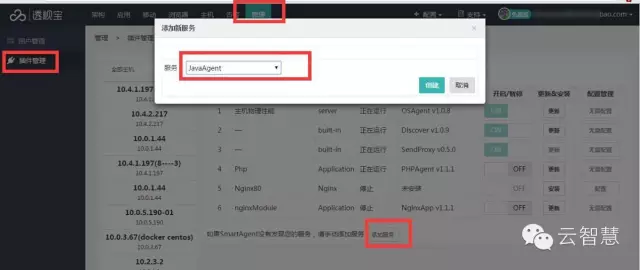 透视宝
架构 应用 移动 浏览器 主机 管理
配置 支持 免费版 bao.com
用户管理
插件管理
管理 > 插件管理
添加新服务
×
服务 JavaAgent
创建 取消
全部主机
开启/暂停 更新&安装 配置管理
10.4.1.197
10.4.1.197
10.4.2.217
10.4.2.217
10.0.1.44
10.0.1.44
10.4.1.197(8----3)
10.4.1.197
10.0.1.44
10.0.1.44
10.0.5.190-01
10.0.3.67(docker centos)
10.0.3.67
10.2.3-2
1 主机物理性能 server 正在运行 OSAgent v1.0.8 更新 无需配置
2 --- built-in 正在运行 Discover v1.0.9 更新 无需配置
3 --- built-in 正在运行 SendProxy v0.5.0 更新 无需配置
4 Php Application 正在运行 PHPAgent v1.1.1 OFF 更新 无需配置
5 Nginx80 Nginx 停止 未安装 OFF 安装 配置
6 nginxModule Application 停止 NginxApp v1.1.1 OFF 更新 无需配置
如果SmartAgent没有发现您的服务，请手动添加服务 添加服务
云智慧